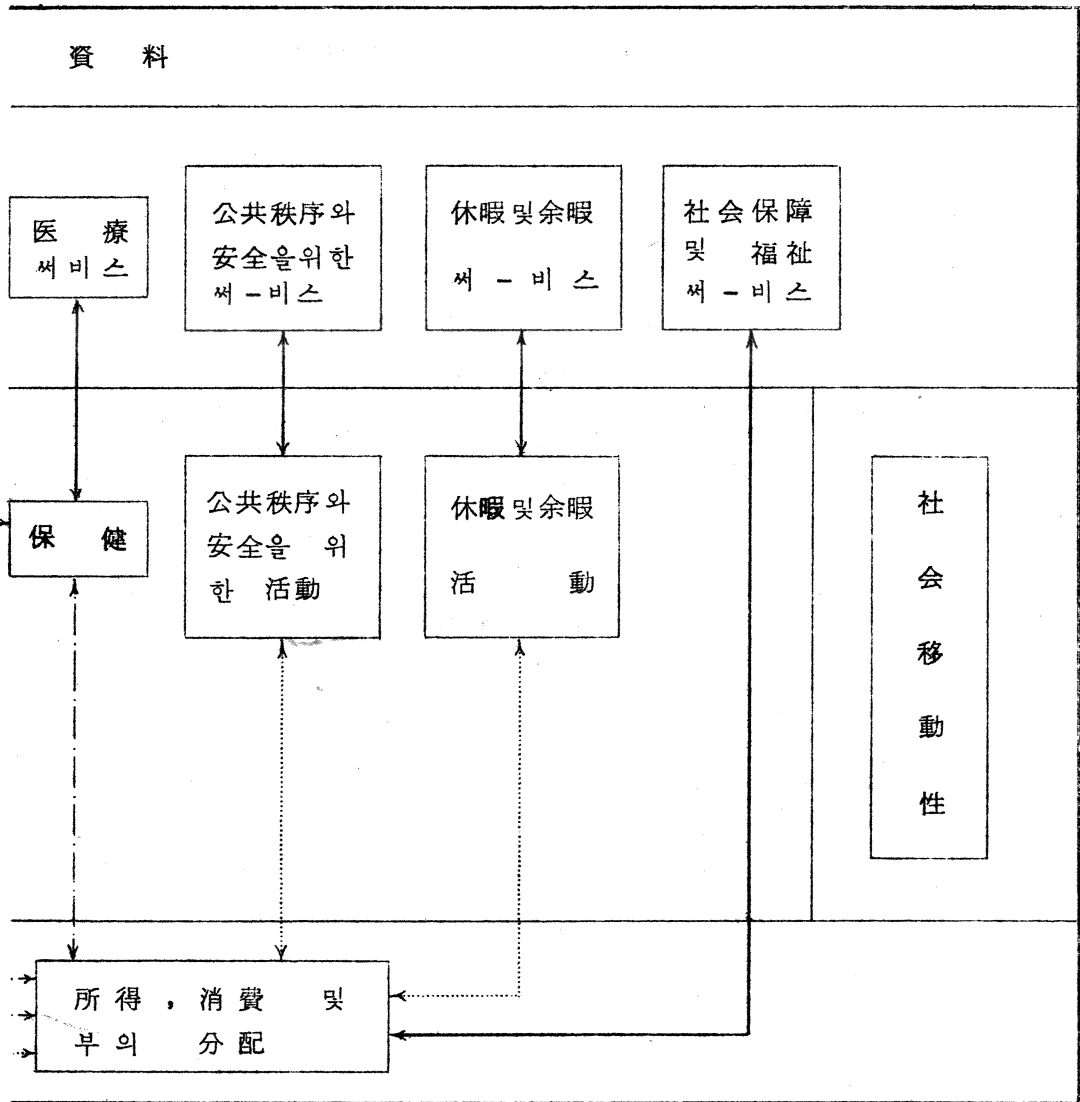 資 料
医 療
써비스
公共秩序와
安全을위한
써-비스
休暇및余暇
써 - 비 스
社会保障
및 福祉
써-비스
保 健
公共秩序와
安全을 위
한 活動
休暇및余暇
活 動
社
会
移
動
性
所得, 消費 및
부의 分配